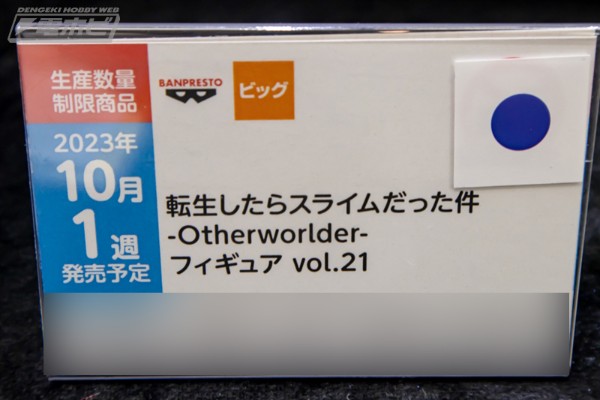 DENGEKI HOBBY WEB
電ホビ
生産数量
制限商品
BANPRESTO
ビッグ
2023年
10月
1週
発売予定
転生したらスライムだった件
-Otherworlder-
フィギュア vol.21